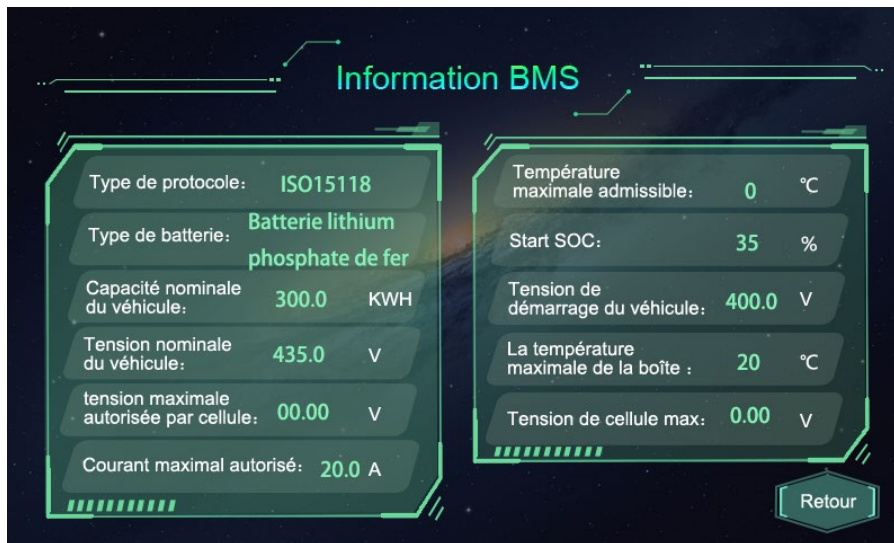 Information BMS
Type de protocole: ISO15118
Type de batterie: Batterie lithium
phosphate de fer
Capacité nominale
du véhicule: 300.0 KWH
Tension nominale
du véhicule: 435.0 V
tension maximale
autorisée par cellule: 00.00 V
Courant maximal autorisé: 20.0 A
Température
maximale admissible: 0 ℃
Start SOC: 35 %
Tension de
démarrage du véhicule: 400.0 V
La température
maximale de la boîte : 20 ℃
Tension de cellule max: 0.00 V
Retour